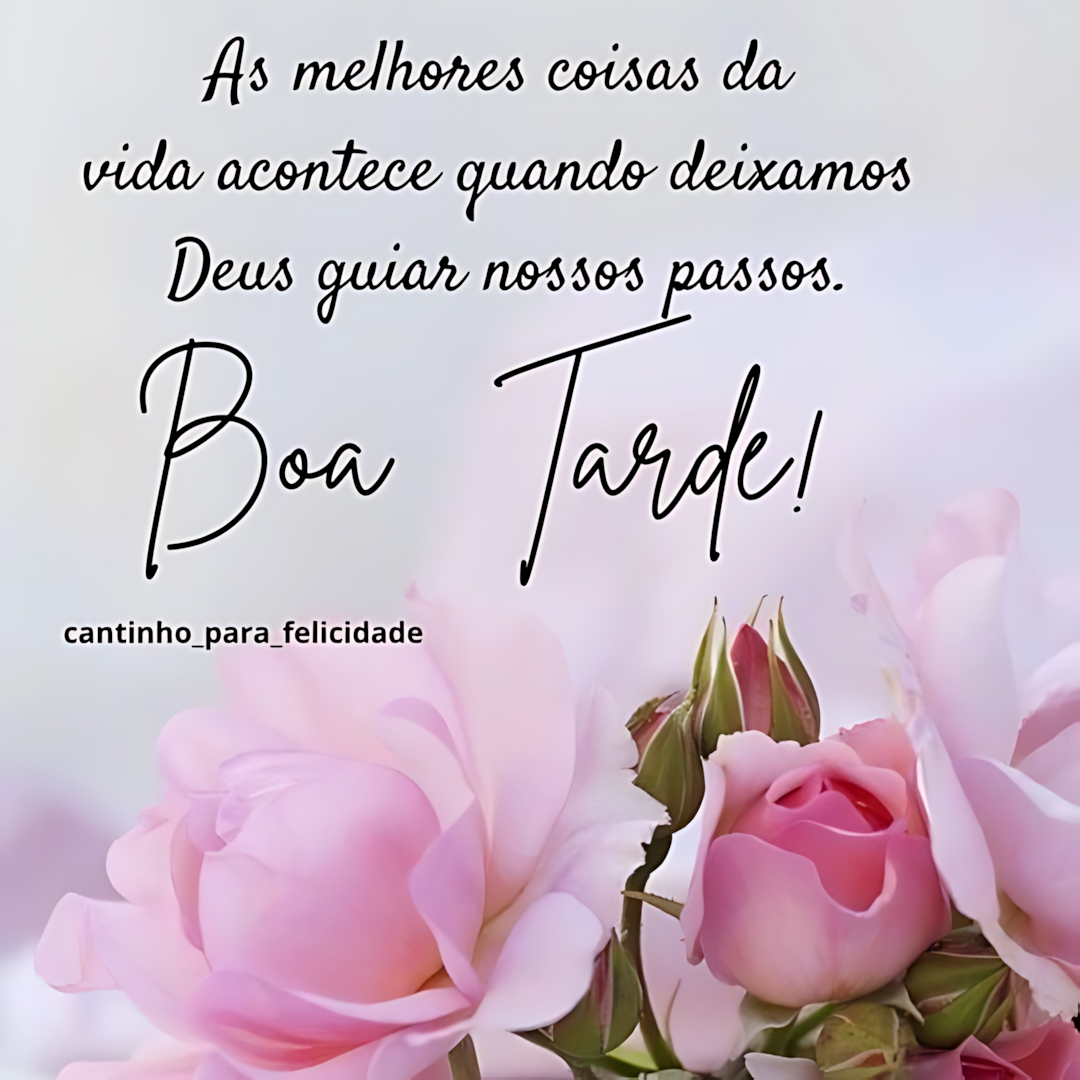 As melhores coisas da
vida acontece quando deixamos
Deus guiar nossos passos.
Boa Tarde!
cantinho_para_felicidade